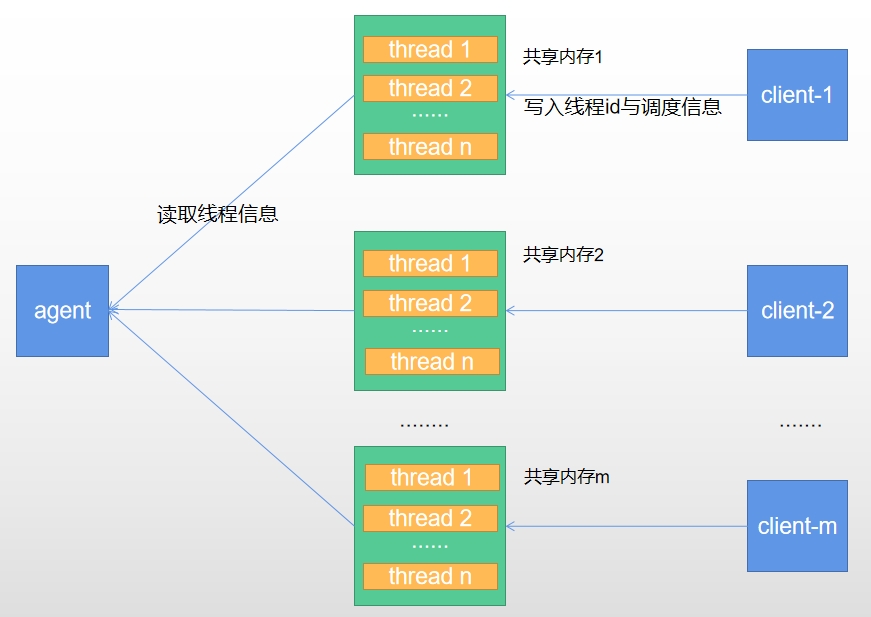 thread 1
thread 2
......
thread n
共享内存1
写入线程id与调度信息
client-1
读取线程信息
agent
thread 1
thread 2
......
thread n
共享内存2
client-2
........
.......
thread 1
thread 2
......
thread n
共享内存m
client-m